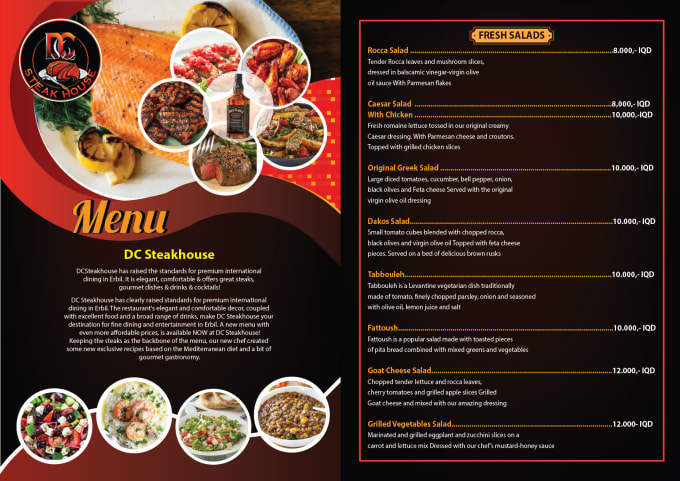 DC
STEAK HOUSE
Menu
DC Steakhouse
DCSteakhouse has raised the standards for premium international
dining in Erbil. It is elegant, comfortable & offers great steaks,
gourmet dishes & drinks & cocktails!
DC Steakhouse has clearly raised standards for premium international
dining in Erbil. The restaurant's elegant and comfortable decor, coupled
with excellent food and a broad range of drinks, make DC Steakhouse your
destination for fine dining and entertainment in Erbil. A new menu with
even more affordable prices, is available NOW at DC Steakhouse!
Keeping the steaks as the backbone of the menu, our new chef created
some new exclusive recipes based on the Mediterranean diet and a bit of
gourmet gastronomy.
FRESH SALADS
Rocca Salad 8.000,- IQD
Tender Rocca leaves and mushroom slices,
dressed in balscamic vinegar-virgin olive
oil sauce With Parmesan flakes
Caesar Salad 8,000,- IQD
With Chicken 10,000,-IQD
Fresh romaine lettuce tossed in our original creamy
Caesar dressing. With Parmesan cheese and croutons.
Topped with grilled chicken slices
Original Greek Salad 10.000,- IQD
Large diced tomatoes, cucumber, bell pepper, onion,
black olives and Feta cheese Served with the original
virgin olive oil dressing
Dakos Salad 10.000,- IQD
Small tomato cubes blended with chopped rocca,
black olives and virgin olive oil Topped with feta cheese
pieces. Served on a bed of delicious brown rusks
Tabbouleh 10.000,- IQD
Tabbouleh is a Levantine vegetarian dish traditionally
made of tomato, finely chopped parsley, onion and seasoned
with olive oil, lemon juice and salt
Fattoush 10.000,- IQD
Fattoush is a popular salad made with toasted pieces
of pita bread combined with mixed greens and vegetables
Goat Cheese Salad 12.000,- IQD
Chopped tender lettuce and rocca leaves,
cherry tomatoes and grilled apple slices Grilled
Goat cheese and mixed with our amazing dressing
Grilled Vegetables Salad 12.000- IQD
Marinated and grilled eggplant and zucchini slices on a
carrot and lettuce mix Dressed with our chef's mustard-honey sauce